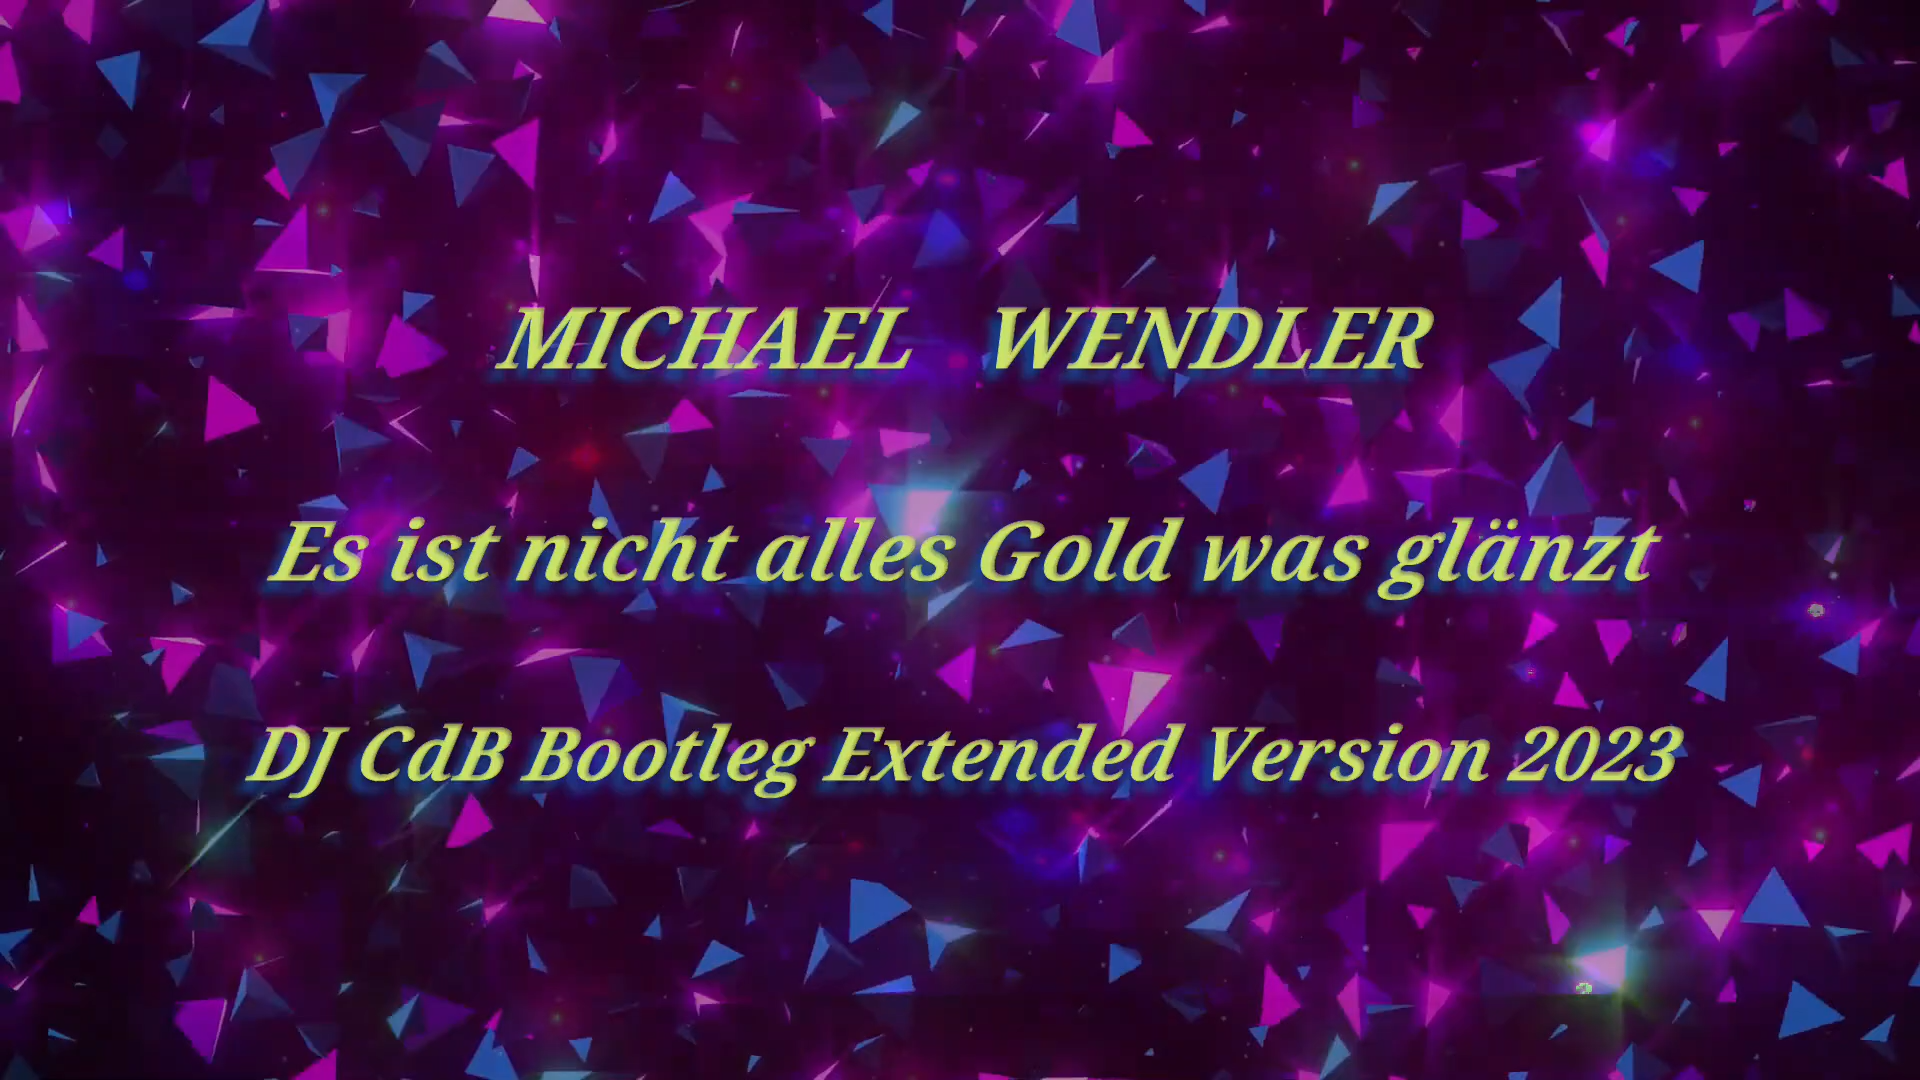 MICHAEL WENDLER
Es ist nicht alles Gold was glänzt
DJ CdB Bootleg Extended Version 2023